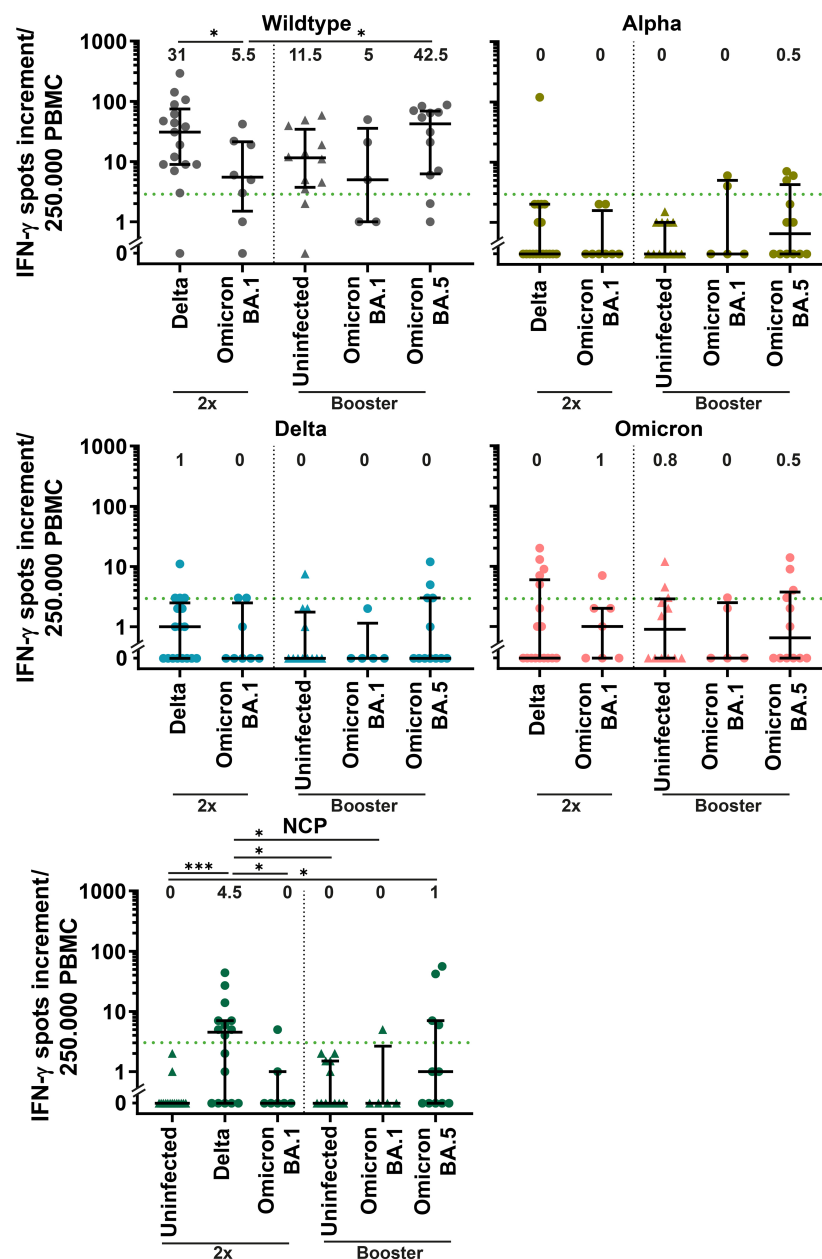 Wildtype
* *
31 5.5 11.5 5 42.5
1000
100
10
1
0
IFN-γ spots increment/
250.000 PBMC
Delta
Omicron
BA.1
Uninfected
Omicron
BA.1
Omicron
BA.5
2x Booster
Alpha
0 0 0 0 0.5
Delta
Omicron
BA.1
Uninfected
Omicron
BA.1
Omicron
BA.5
2x Booster
Delta
1 0 0 0 0
1000
100
10
1
0
IFN-γ spots increment/
250.000 PBMC
Delta
Omicron
BA.1
Uninfected
Omicron
BA.1
Omicron
BA.5
2x Booster
Omicron
0 1 0.8 0 0.5
Delta
Omicron
BA.1
Uninfected
Omicron
BA.1
Omicron
BA.5
2x Booster
NCP
*
*
*** * *
0 4.5 0 0 0 1
1000
100
10
1
0
IFN-γ spots increment/
250.000 PBMC
Uninfected
Delta
Omicron
BA.1
Uninfected
Omicron
BA.1
Omicron
BA.5
2x Booster